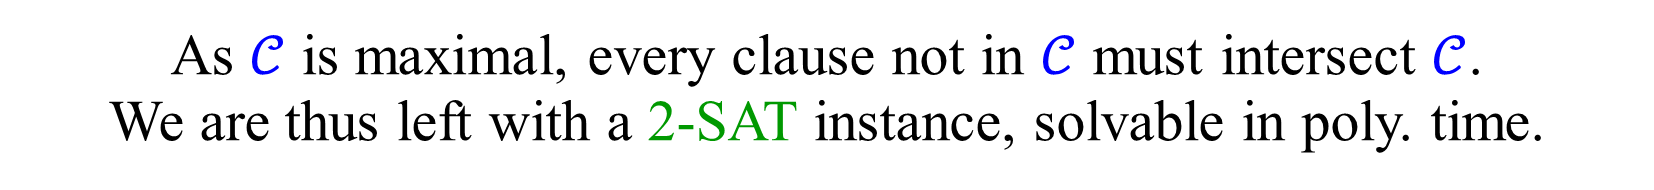 As 𝒞 is maximal, every clause not in 𝒞 must intersect 𝒞.
We are thus left with a 2-SAT instance, solvable in poly. time.